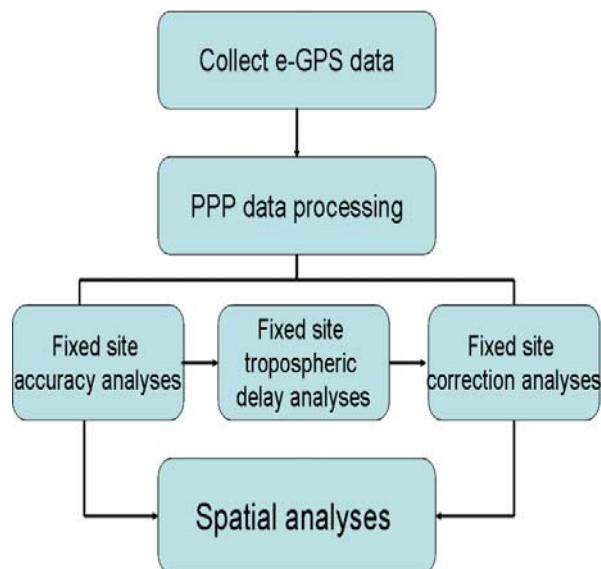 Collect e-GPS data
PPP data processing
Fixed site
accuracy analyses
Fixed site
tropospheric
delay analyses
Fixed site
correction analyses
Spatial analyses